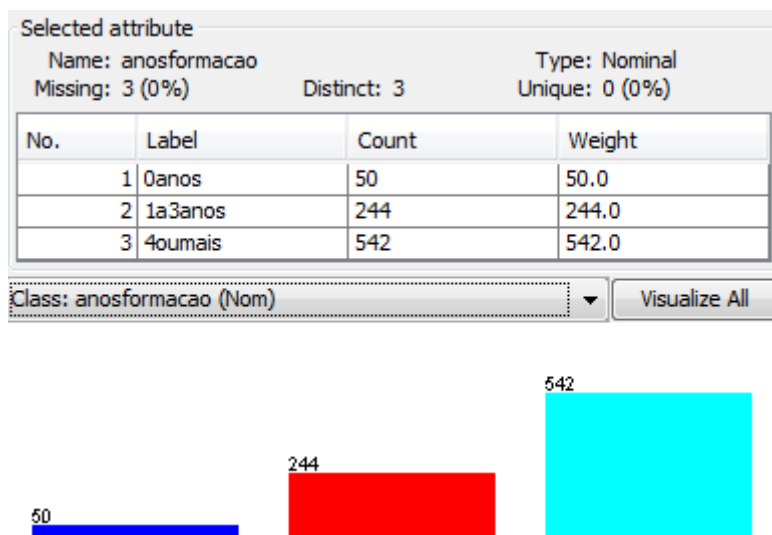 Selected attribute
Name: anosformacao Type: Nominal
Missing: 3 (0%) Distinct: 3 Unique: 0 (0%)
No. Label Count Weight
1 0anos 50 50.0
2 1a3anos 244 244.0
3 4oumais 542 542.0
Class: anosformacao (Nom) Visualize All
542
244
50